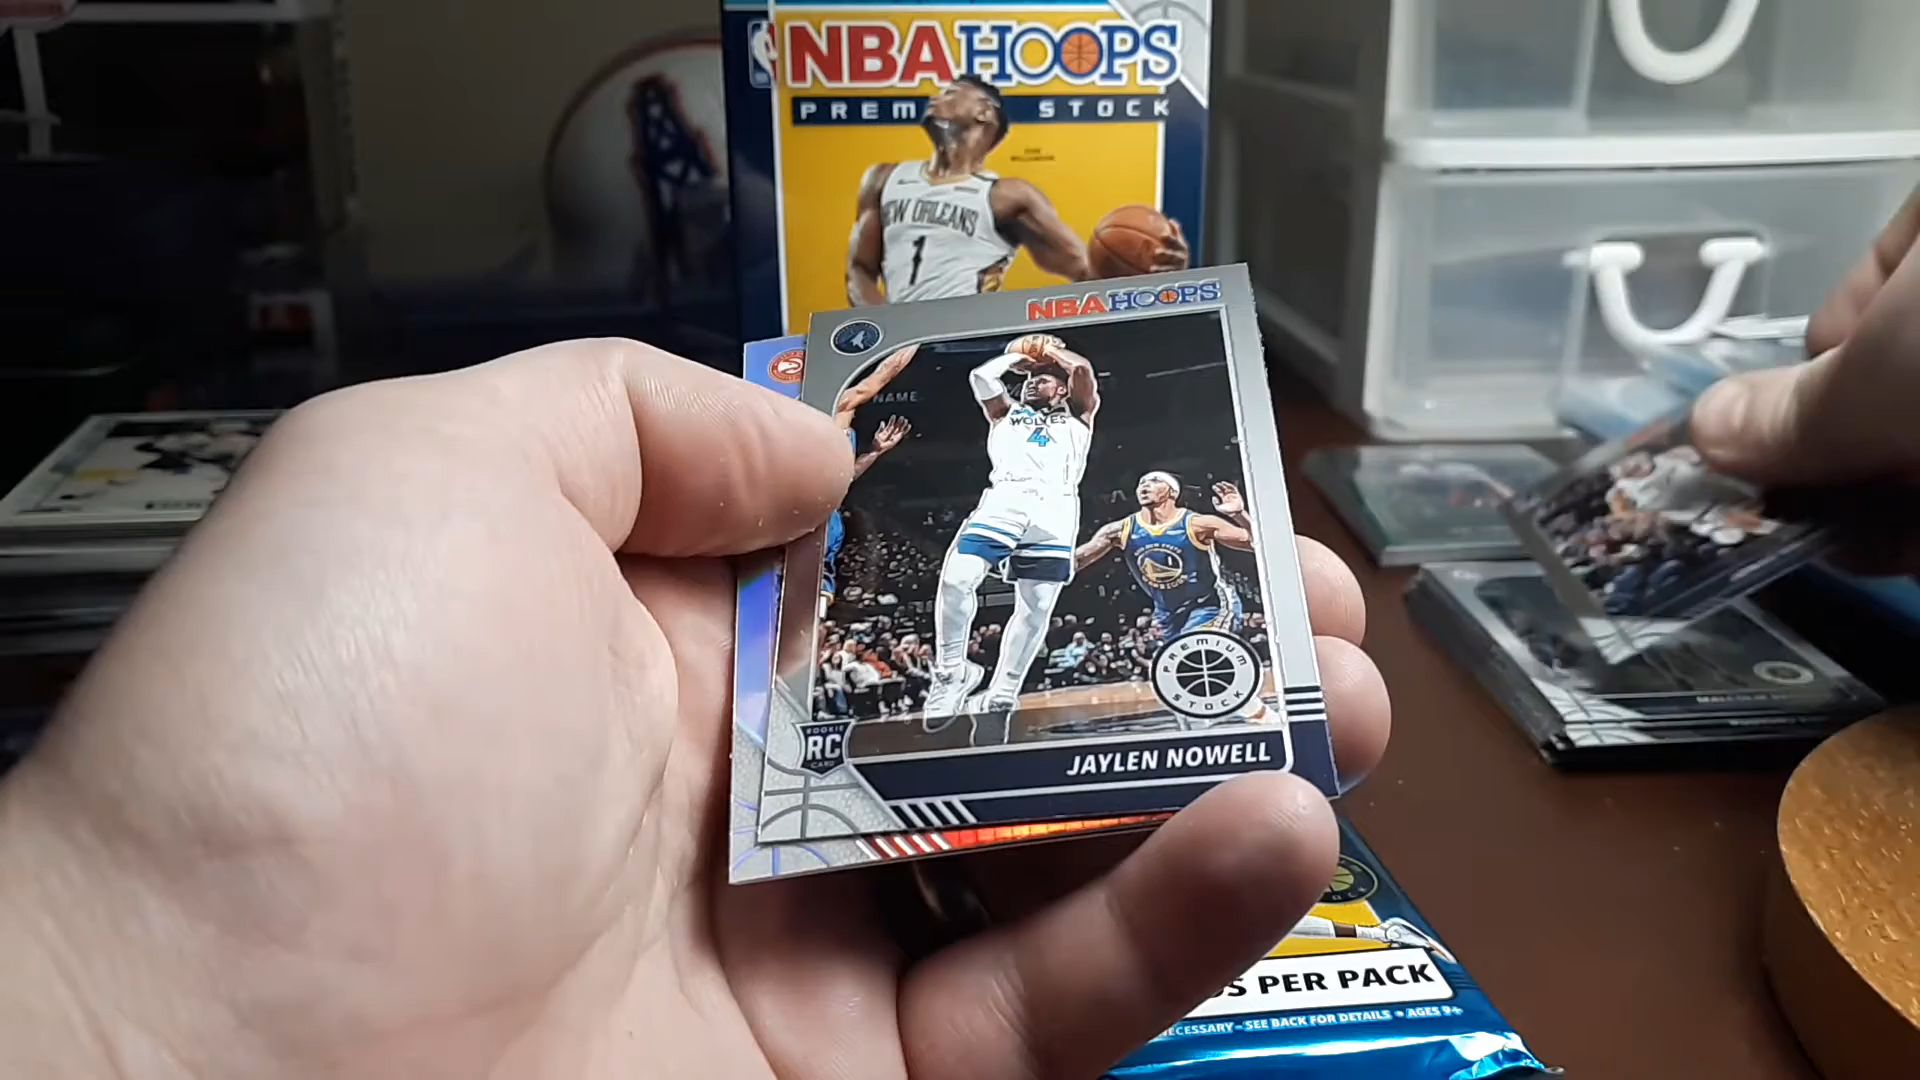 NBA HOOPS
PREM STOCK
NEW ORLEANS
1
NBA HOOPS
NAME
WOLVES
4
PREMIUM
STOCK
ROOKIE
RC
CARD
JAYLEN NOWELL
S PER PACK
NECESSARY - SEE BACK FOR DETAILS • AGES 9+